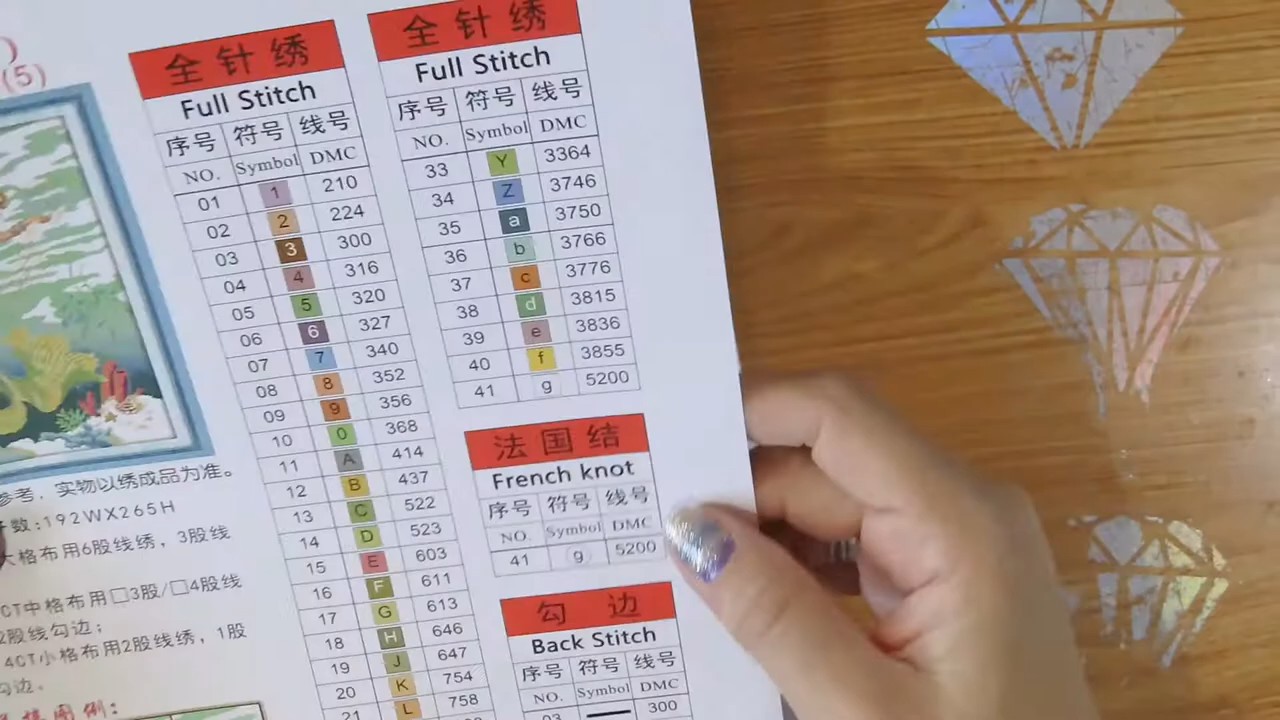 (5)
参考，实物以绣成品为准。
针数:192WX265H
大格布用6股线绣，3股线
CT中格布用□3股/□4股线
2股线勾边；
4CT小格布用2股线绣，1股
勾边。
全针绣
Full Stitch
序号 符号 线号
NO. Symbol DMC
01 1 210
02 2 224
03 3 300
04 4 316
05 5 320
06 6 327
07 7 340
08 8 352
09 9 356
10 0 368
11 A 414
12 B 437
13 C 522
14 D 523
15 E 603
16 F 611
17 G 613
18 H 646
19 J 647
20 K 754
21 L 758
全针绣
Full Stitch
序号 符号 线号
NO. Symbol DMC
33 Y 3364
34 Z 3746
35 a 3750
36 b 3766
37 c 3776
38 d 3815
39 e 3836
40 f 3855
41 g 5200
法国结
French knot
序号 符号 线号
NO. Symbol DMC
41 g 5200
勾 边
Back Stitch
序号 符号 线号
NO. Symbol DMC
03 300